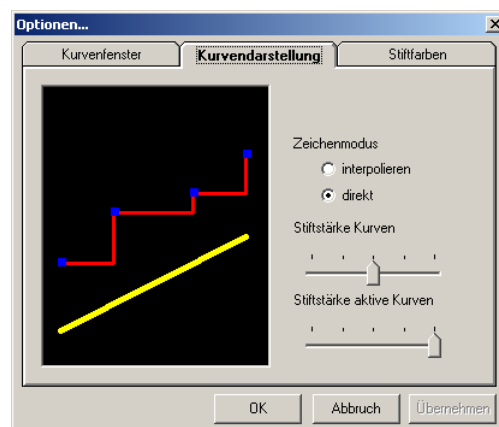 Optionen...
Kurvenfenster Kurvendarstellung Stiftfarben
Zeichenmodus
interpolieren
direkt
Stiftstärke Kurven
Stiftstärke aktive Kurven
OK Abbruch Übernehmen